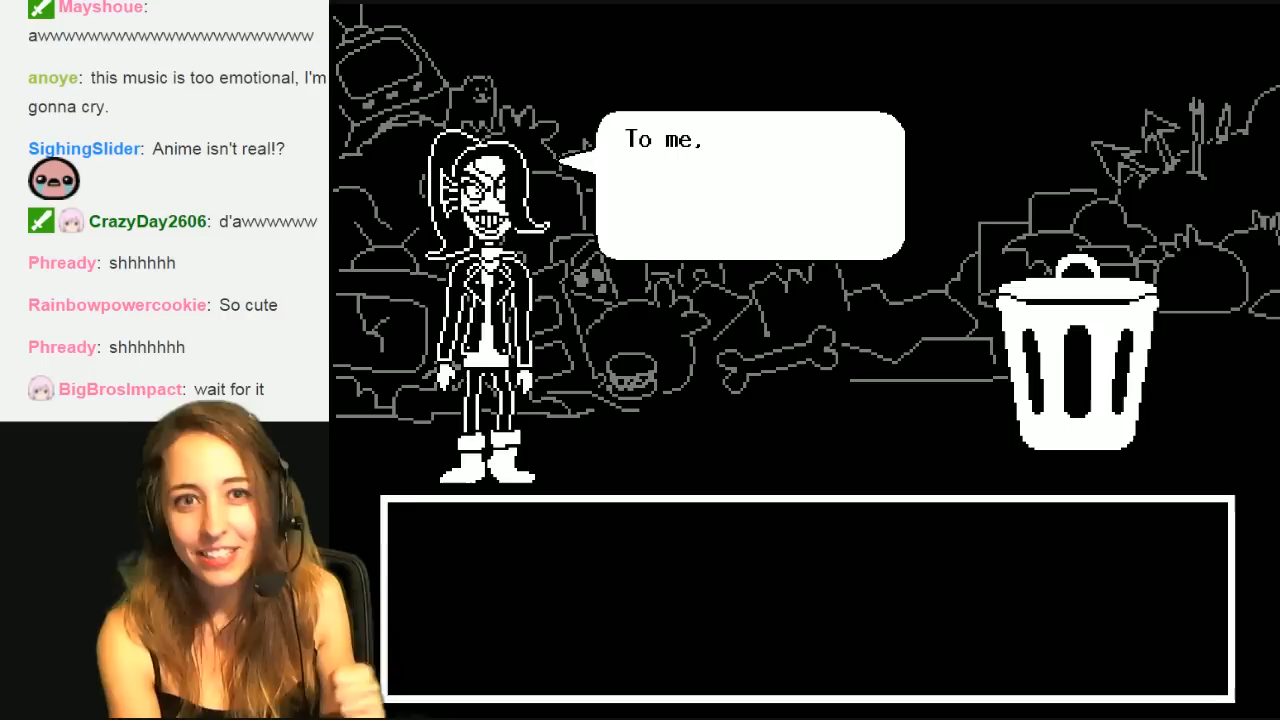 Mayshoue:
awwwwwwwwwwwwwwwwwwwwww
anoye: this music is too emotional, I'm
gonna cry.
SighingSlider: Anime isn't real!?
CrazyDay2606: d'awwwwww
Phready: shhhhhh
Rainbowpowercookie: So cute
Phready: shhhhhhh
BigBrosImpact: wait for it
To me,